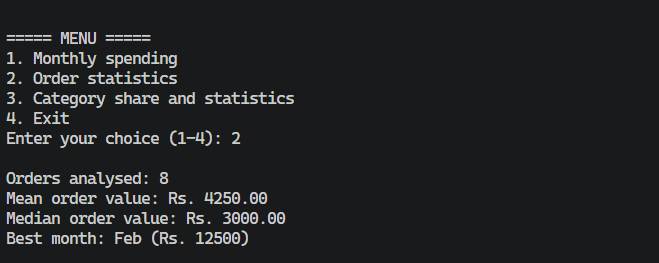 ===== MENU =====
1. Monthly spending
2. Order statistics
3. Category share and statistics
4. Exit
Enter your choice (1-4): 2
Orders analysed: 8
Mean order value: Rs. 4250.00
Median order value: Rs. 3000.00
Best month: Feb (Rs. 12500)